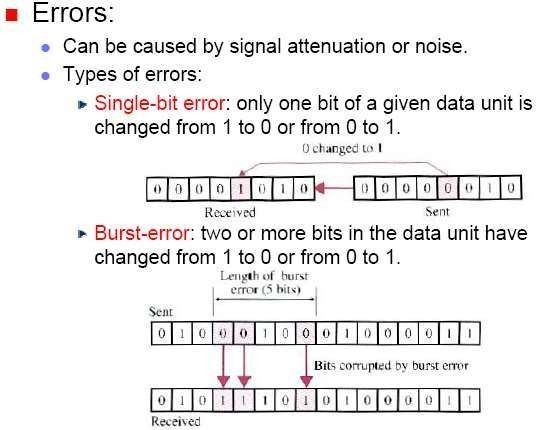 Errors:
Can be caused by signal attenuation or noise.
Types of errors:
Single-bit error: only one bit of a given data unit is
changed from 1 to 0 or from 0 to 1.
0 changed to 1
0 0 0 0 1 0 1 0 0 0 0 0 0 0 1 0
Received Sent
Burst-error: two or more bits in the data unit have
changed from 1 to 0 or from 0 to 1.
Length of burst
error (5 bits)
Sent
0 1 0 0 0 1 0 0 0 1 0 0 0 0 1 1
Bits corrupted by burst error
0 1 0 1 1 1 0 1 0 1 0 0 0 0 1 1
Received